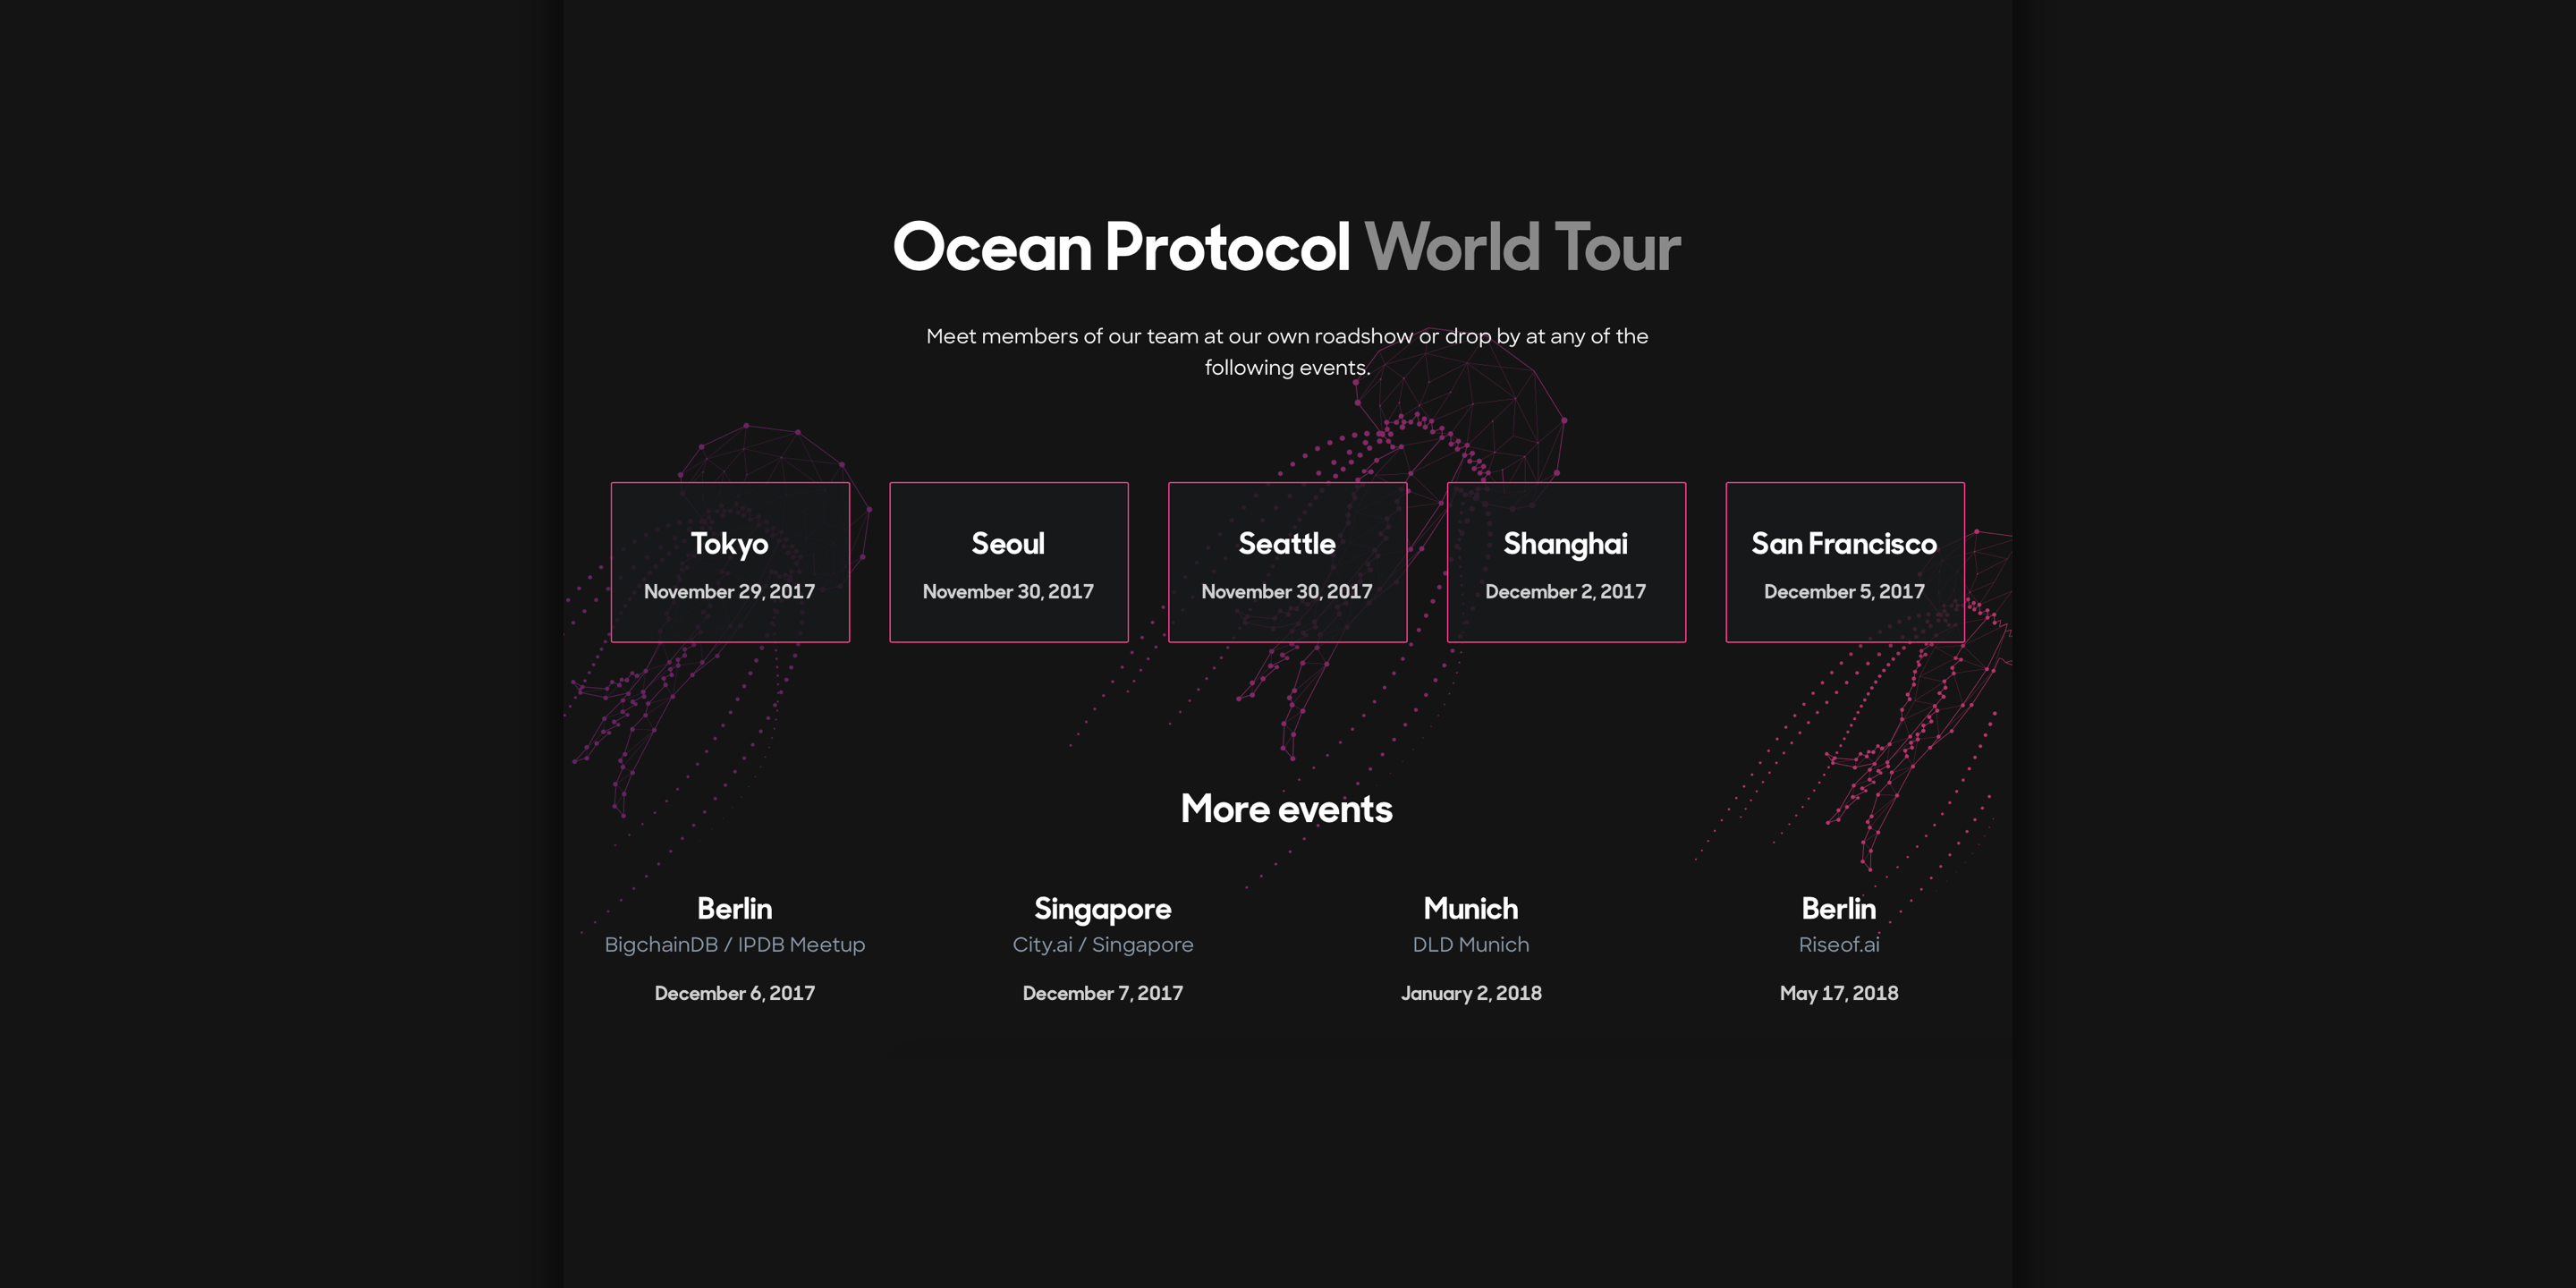 Ocean Protocol World Tour
Meet members of our team at our own roadshow or drop by at any of the
following events.
Tokyo
November 29, 2017
Seoul
November 30, 2017
Seattle
November 30, 2017
Shanghai
December 2, 2017
San Francisco
December 5, 2017
More events
Berlin
BigchainDB / IPDB Meetup
December 6, 2017
Singapore
City.ai / Singapore
December 7, 2017
Munich
DLD Munich
January 2, 2018
Berlin
Riseof.ai
May 17, 2018